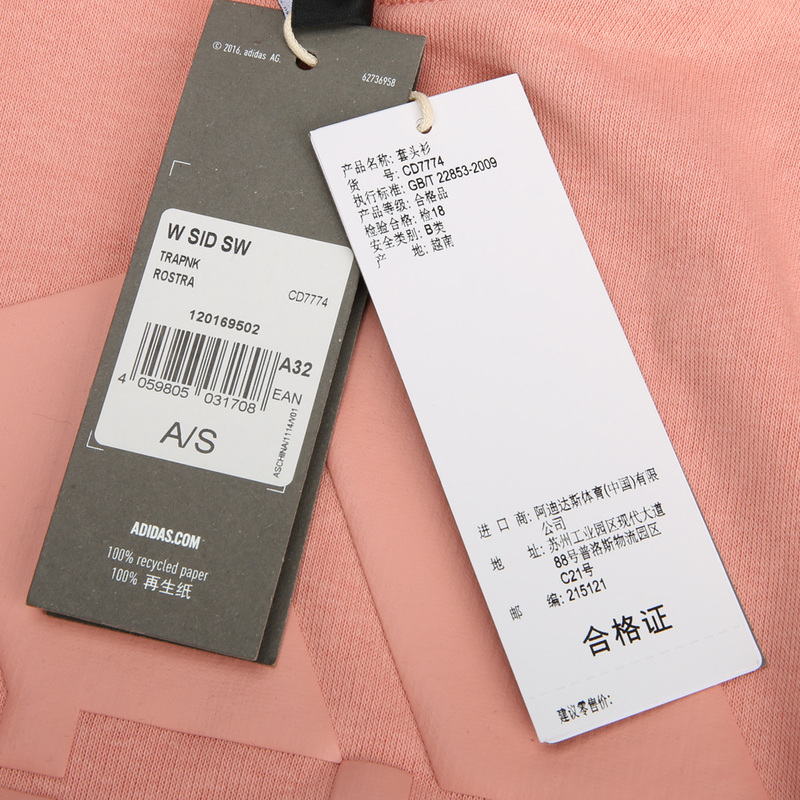 © 2016, adidas AG.
62736958
W SID SW
TRAPNK
ROSTRA
CD7774
120169502
A32
4 059805 031708
EAN
A/S
ASCHINA/1114/V01
ADIDAS.COM
100% recycled paper
100% 再生纸
产品名称: 套头衫
货 号: CD7774
执行标准: GB/T 22853-2009
产品等级: 合格品
检验合格: 检18
安全类别: B类
产 地: 越南
进 口 商: 阿迪达斯体育(中国)有限
公司
地 址: 苏州工业园区现代大道
88号普洛斯物流园区
C21号
邮 编: 215121
合格证
建议零售价: